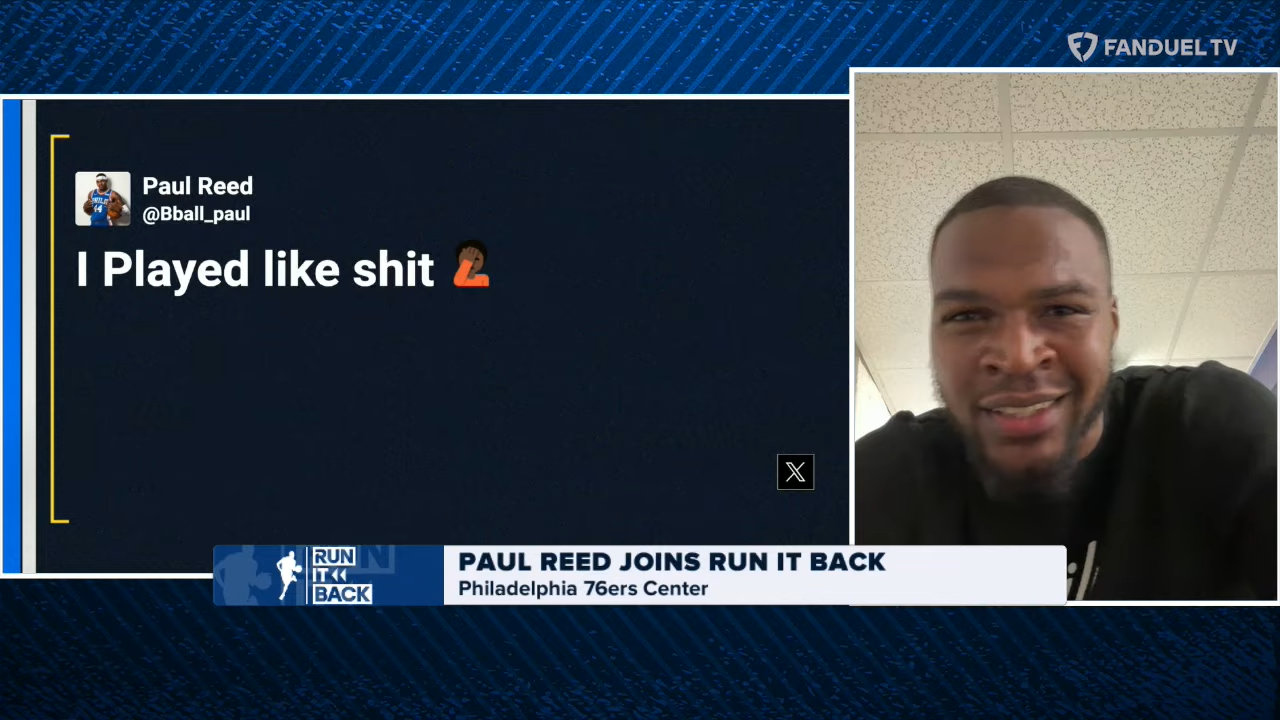 FANDUEL TV
Paul Reed
@Bball_paul
I Played like shit 🤦🏿
X
RUN
IT
BACK
PAUL REED JOINS RUN IT BACK
Philadelphia 76ers Center